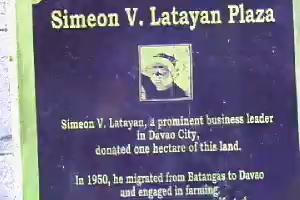 Simeon V. Latayan Plaza
Simeon V. Latayan, a prominent business leader
in Davao City,
donated one hectare of this land.
In 1950, he migrated from Batangas to Davao
and engaged in farming.